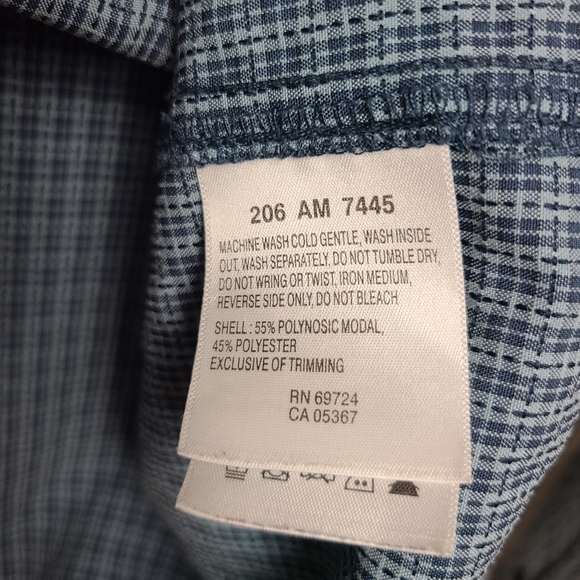 206 AM 7445
MACHINE WASH COLD GENTLE, WASH INSIDE
OUT, WASH SEPARATELY. DO NOT TUMBLE DRY,
DO NOT WRING OR TWIST, IRON MEDIUM,
REVERSE SIDE ONLY, DO NOT BLEACH
SHELL : 55% POLYNOSIC MODAL,
45% POLYESTER
EXCLUSIVE OF TRIMMING
RN 69724
CA 05367